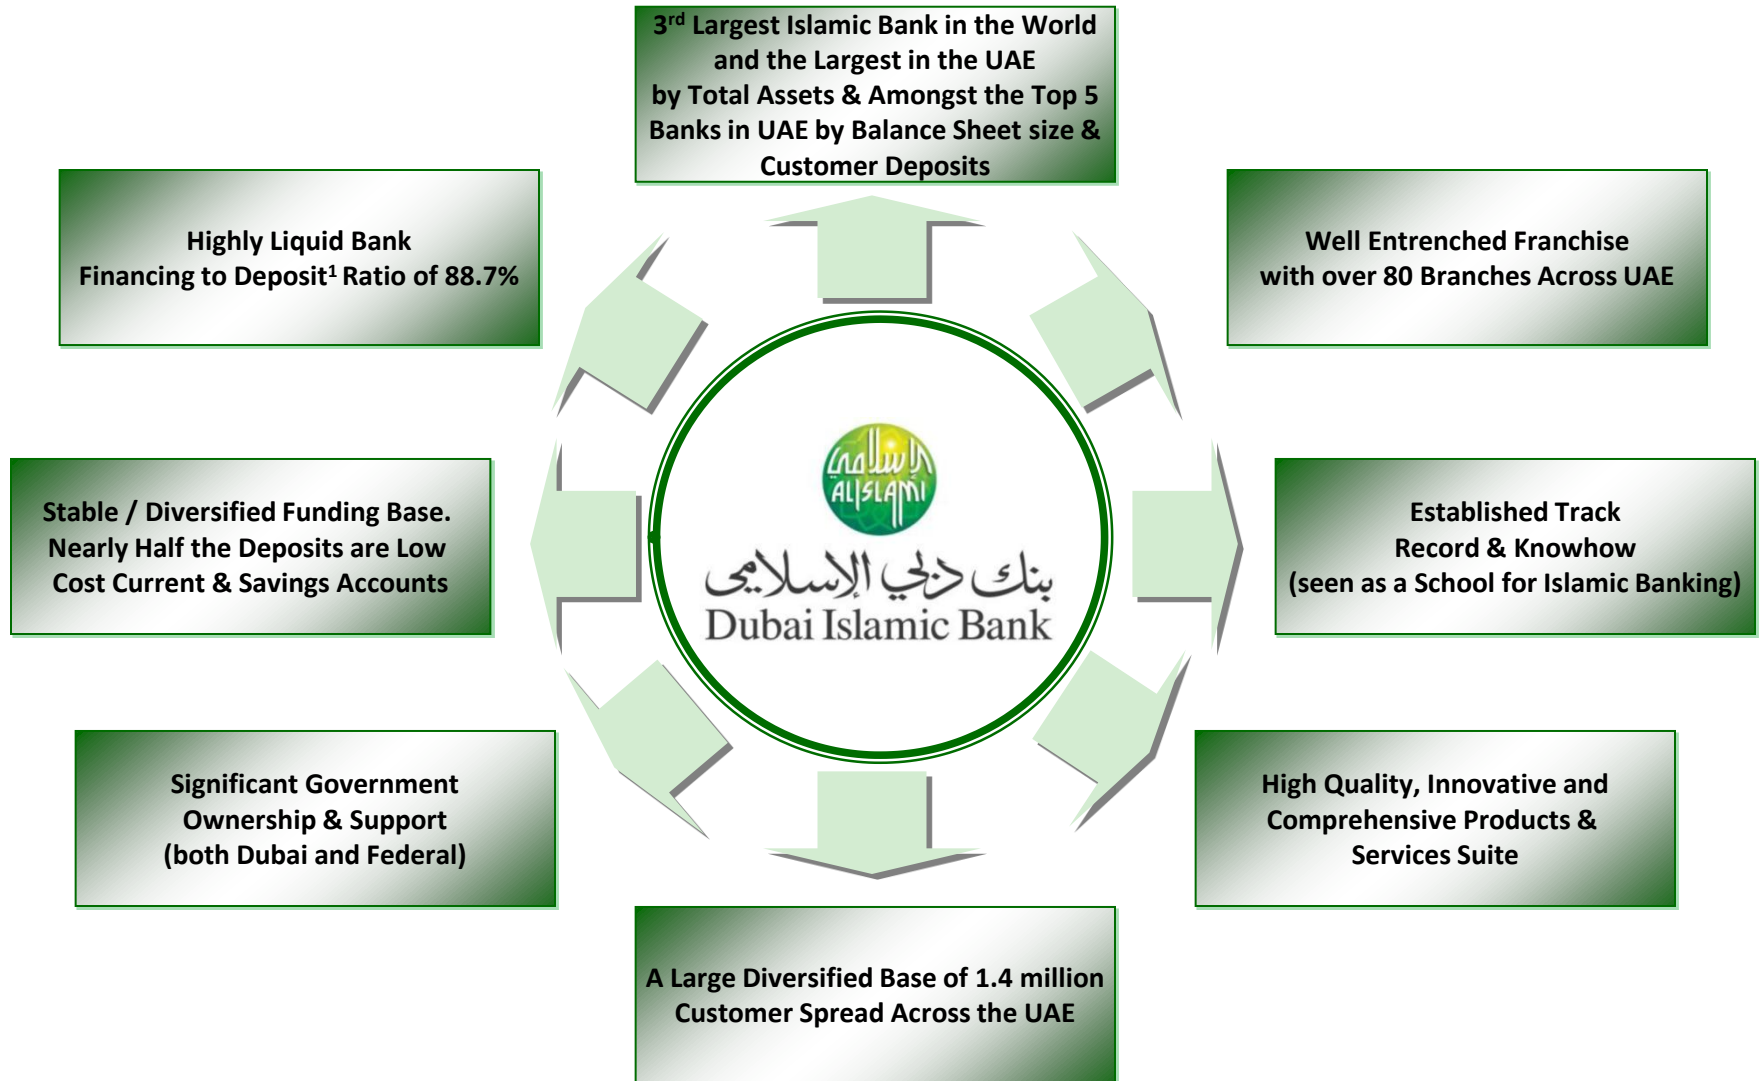 3rd Largest Islamic Bank in the World
and the Largest in the UAE
by Total Assets & Amongst the Top 5
Banks in UAE by Balance Sheet size &
Customer Deposits
Highly Liquid Bank
Financing to Deposit¹ Ratio of 88.7%
Well Entrenched Franchise
with over 80 Branches Across UAE
الإسلامي
ALISLAMI
بنك دبي الإسلامي
Dubai Islamic Bank
Stable / Diversified Funding Base.
Nearly Half the Deposits are Low
Cost Current & Savings Accounts
Established Track
Record & Knowhow
(seen as a School for Islamic Banking)
Significant Government
Ownership & Support
(both Dubai and Federal)
High Quality, Innovative and
Comprehensive Products &
Services Suite
A Large Diversified Base of 1.4 million
Customer Spread Across the UAE